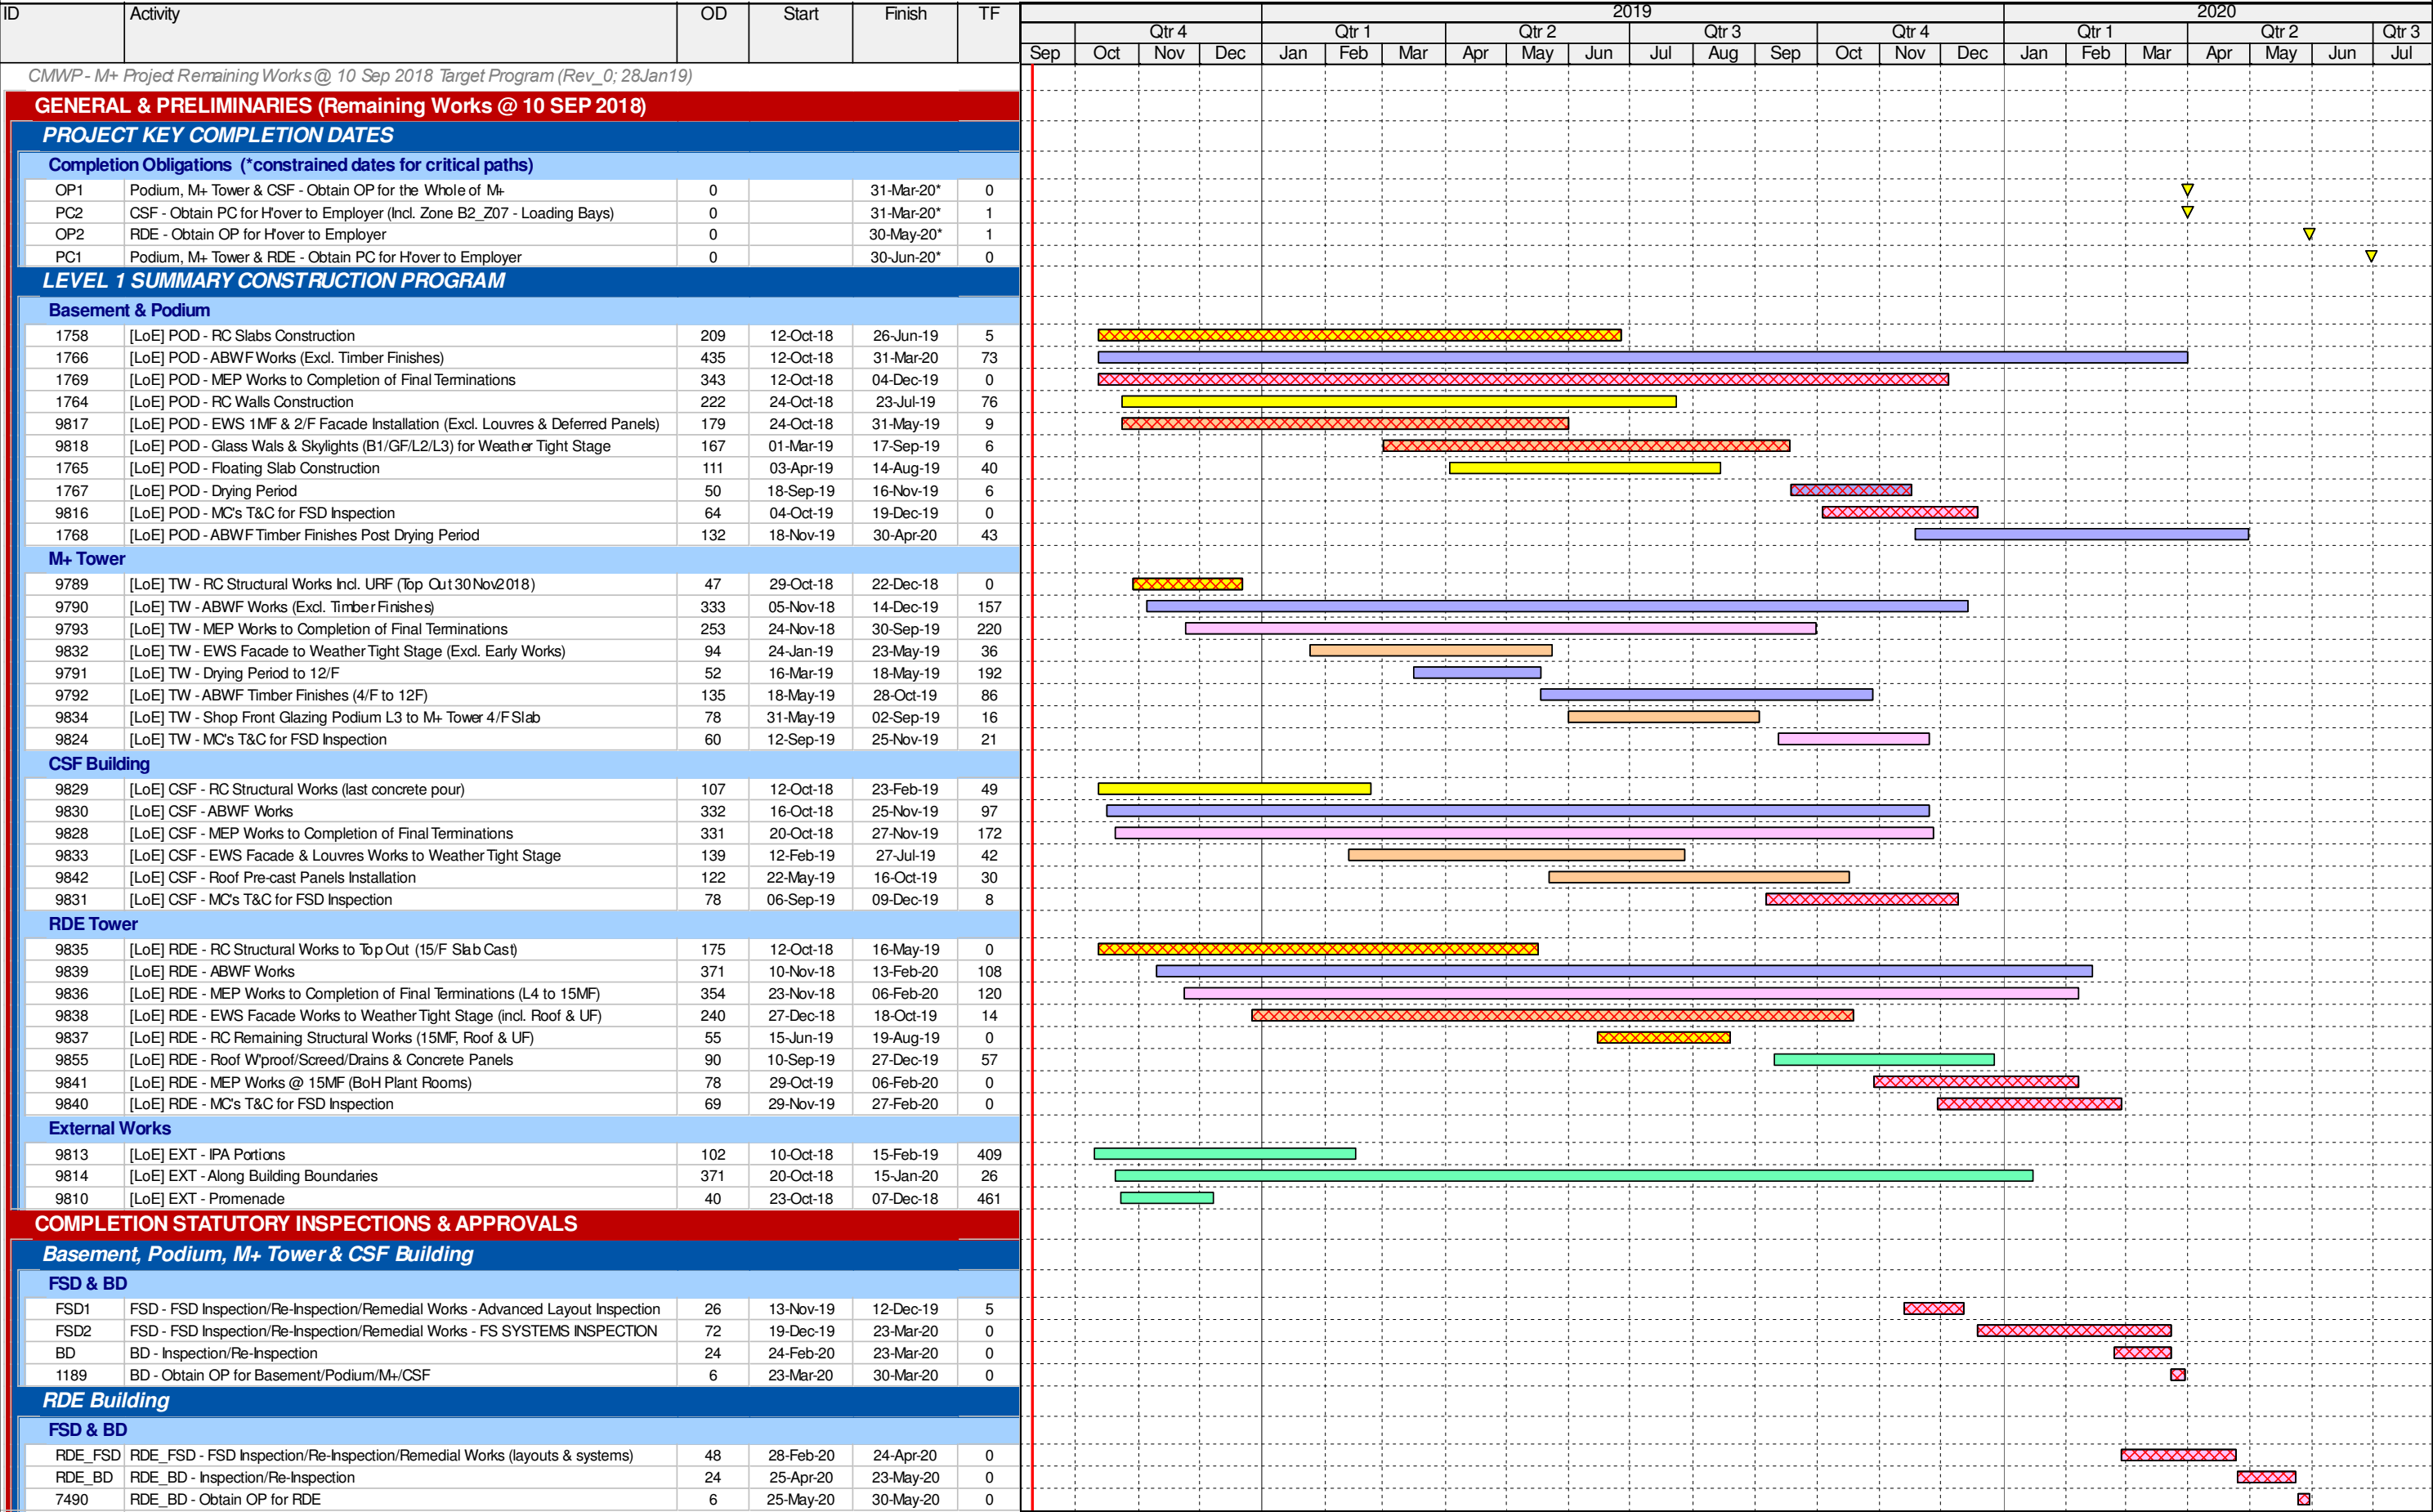 ID Activity OD Start Finish TF 2019 2020
Qtr 4 Qtr 1 Qtr 2 Qtr 3 Qtr 4 Qtr 1 Qtr 2 Qtr 3
Sep Oct Nov Dec Jan Feb Mar Apr May Jun Jul Aug Sep Oct Nov Dec Jan Feb Mar Apr May Jun Jul
CMWP - M+ Project Remaining Works @ 10 Sep 2018 Target Program (Rev_0; 28Jan19)
GENERAL & PRELIMINARIES (Remaining Works @ 10 SEP 2018)
PROJECT KEY COMPLETION DATES
Completion Obligations (*constrained dates for critical paths)
OP1 Podium, M+ Tower & CSF - Obtain OP for the Whole of M+ 0 31-Mar-20* 0
PC2 CSF - Obtain PC for H'over to Employer (Incl. Zone B2_Z07 - Loading Bays) 0 31-Mar-20* 1
OP2 RDE - Obtain OP for H'over to Employer 0 30-May-20* 1
PC1 Podium, M+ Tower & RDE - Obtain PC for H'over to Employer 0 30-Jun-20* 0
LEVEL 1 SUMMARY CONSTRUCTION PROGRAM
Basement & Podium
1758 [LoE] POD - RC Slabs Construction 209 12-Oct-18 26-Jun-19 5
1766 [LoE] POD - ABWF Works (Excl. Timber Finishes) 435 12-Oct-18 31-Mar-20 73
1769 [LoE] POD - MEP Works to Completion of Final Terminations 343 12-Oct-18 04-Dec-19 0
1764 [LoE] POD - RC Walls Construction 222 24-Oct-18 23-Jul-19 76
9817 [LoE] POD - EWS 1MF & 2/F Facade Installation (Excl. Louvres & Deferred Panels) 179 24-Oct-18 31-May-19 9
9818 [LoE] POD - Glass Wals & Skylights (B1/GF/L2/L3) for Weather Tight Stage 167 01-Mar-19 17-Sep-19 6
1765 [LoE] POD - Floating Slab Construction 111 03-Apr-19 14-Aug-19 40
1767 [LoE] POD - Drying Period 50 18-Sep-19 16-Nov-19 6
9816 [LoE] POD - MC's T&C for FSD Inspection 64 04-Oct-19 19-Dec-19 0
1768 [LoE] POD - ABWF Timber Finishes Post Drying Period 132 18-Nov-19 30-Apr-20 43
M+ Tower
9789 [LoE] TW - RC Structural Works Incl. URF (Top Out 30Nov2018) 47 29-Oct-18 22-Dec-18 0
9790 [LoE] TW - ABWF Works (Excl. Timber Finishes) 333 05-Nov-18 14-Dec-19 157
9793 [LoE] TW - MEP Works to Completion of Final Terminations 253 24-Nov-18 30-Sep-19 220
9832 [LoE] TW - EWS Facade to Weather Tight Stage (Excl. Early Works) 94 24-Jan-19 23-May-19 36
9791 [LoE] TW - Drying Period to 12/F 52 16-Mar-19 18-May-19 192
9792 [LoE] TW - ABWF Timber Finishes (4/F to 12F) 135 18-May-19 28-Oct-19 86
9834 [LoE] TW - Shop Front Glazing Podium L3 to M+ Tower 4/F Slab 78 31-May-19 02-Sep-19 16
9824 [LoE] TW - MC's T&C for FSD Inspection 60 12-Sep-19 25-Nov-19 21
CSF Building
9829 [LoE] CSF - RC Structural Works (last concrete pour) 107 12-Oct-18 23-Feb-19 49
9830 [LoE] CSF - ABWF Works 332 16-Oct-18 25-Nov-19 97
9828 [LoE] CSF - MEP Works to Completion of Final Terminations 331 20-Oct-18 27-Nov-19 172
9833 [LoE] CSF - EWS Facade & Louvres Works to Weather Tight Stage 139 12-Feb-19 27-Jul-19 42
9842 [LoE] CSF - Roof Pre-cast Panels Installation 122 22-May-19 16-Oct-19 30
9831 [LoE] CSF - MC's T&C for FSD Inspection 78 06-Sep-19 09-Dec-19 8
RDE Tower
9835 [LoE] RDE - RC Structural Works to Top Out (15/F Slab Cast) 175 12-Oct-18 16-May-19 0
9839 [LoE] RDE - ABWF Works 371 10-Nov-18 13-Feb-20 108
9836 [LoE] RDE - MEP Works to Completion of Final Terminations (L4 to 15MF) 354 23-Nov-18 06-Feb-20 120
9838 [LoE] RDE - EWS Facade Works to Weather Tight Stage (incl. Roof & UF) 240 27-Dec-18 18-Oct-19 14
9837 [LoE] RDE - RC Remaining Structural Works (15MF, Roof & UF) 55 15-Jun-19 19-Aug-19 0
9855 [LoE] RDE - Roof W'proof/Screed/Drains & Concrete Panels 90 10-Sep-19 27-Dec-19 57
9841 [LoE] RDE - MEP Works @ 15MF (BoH Plant Rooms) 78 29-Oct-19 06-Feb-20 0
9840 [LoE] RDE - MC's T&C for FSD Inspection 69 29-Nov-19 27-Feb-20 0
External Works
9813 [LoE] EXT - IPA Portions 102 10-Oct-18 15-Feb-19 409
9814 [LoE] EXT - Along Building Boundaries 371 20-Oct-18 15-Jan-20 26
9810 [LoE] EXT - Promenade 40 23-Oct-18 07-Dec-18 461
COMPLETION STATUTORY INSPECTIONS & APPROVALS
Basement, Podium, M+ Tower & CSF Building
FSD & BD
FSD1 FSD - FSD Inspection/Re-Inspection/Remedial Works - Advanced Layout Inspection 26 13-Nov-19 12-Dec-19 5
FSD2 FSD - FSD Inspection/Re-Inspection/Remedial Works - FS SYSTEMS INSPECTION 72 19-Dec-19 23-Mar-20 0
BD BD - Inspection/Re-Inspection 24 24-Feb-20 23-Mar-20 0
1189 BD - Obtain OP for Basement/Podium/M+/CSF 6 23-Mar-20 30-Mar-20 0
RDE Building
FSD & BD
RDE_FSD RDE_FSD - FSD Inspection/Re-Inspection/Remedial Works (layouts & systems) 48 28-Feb-20 24-Apr-20 0
RDE_BD RDE_BD - Inspection/Re-Inspection 24 25-Apr-20 23-May-20 0
7490 RDE_BD - Obtain OP for RDE 6 25-May-20 30-May-20 0